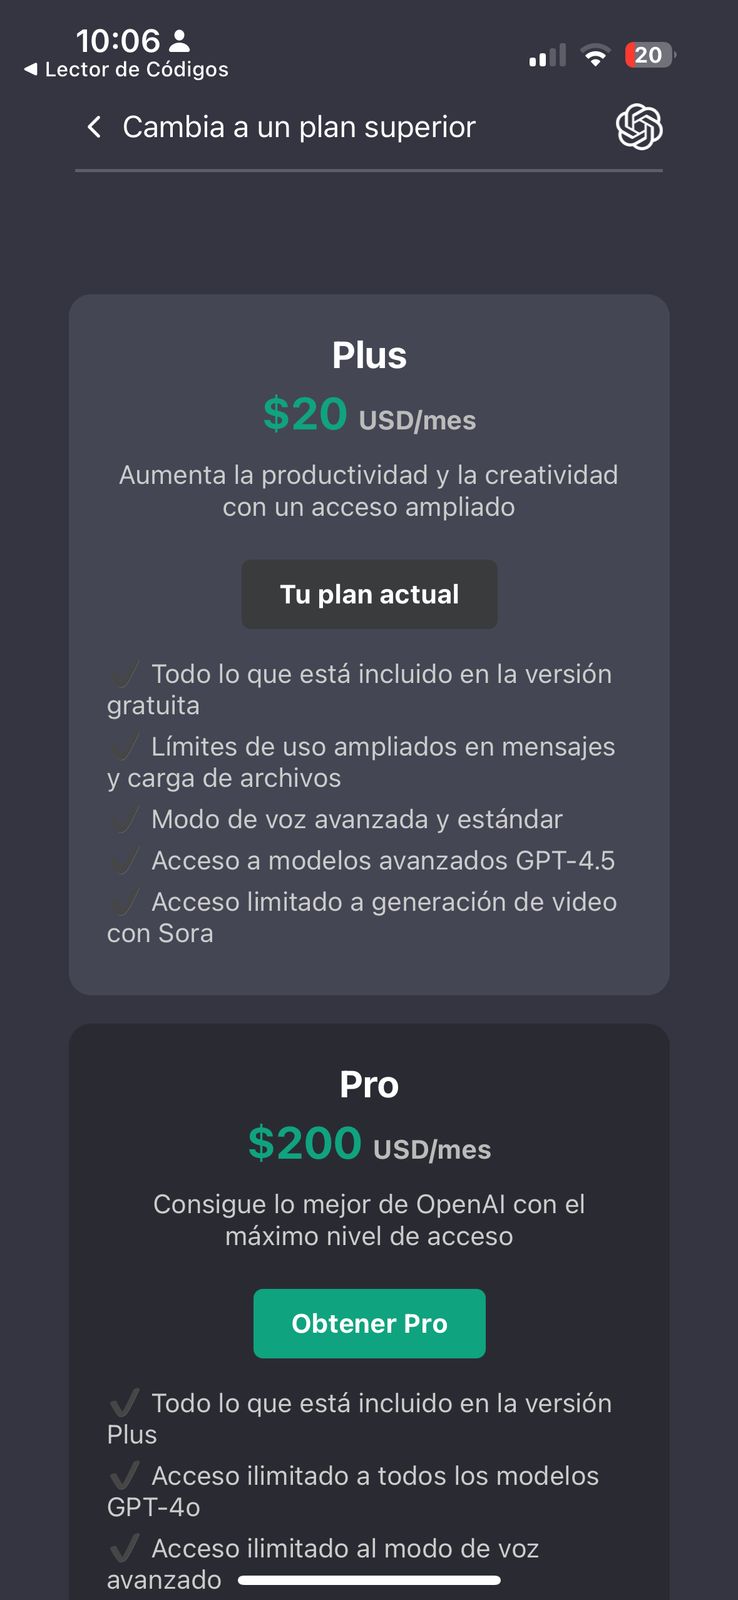 10:06
20
Lector de Códigos
Cambia a un plan superior
Plus
$20 USD/mes
Aumenta la productividad y la creatividad
con un acceso ampliado
Tu plan actual
Todo lo que está incluido en la versión
gratuita
Límites de uso ampliados en mensajes
y carga de archivos
Modo de voz avanzada y estándar
Acceso a modelos avanzados GPT-4.5
Acceso limitado a generación de video
con Sora
Pro
$200 USD/mes
Consigue lo mejor de OpenAI con el
máximo nivel de acceso
Obtener Pro
Todo lo que está incluido en la versión
Plus
Acceso ilimitado a todos los modelos
GPT-4o
Acceso ilimitado al modo de voz
avanzado